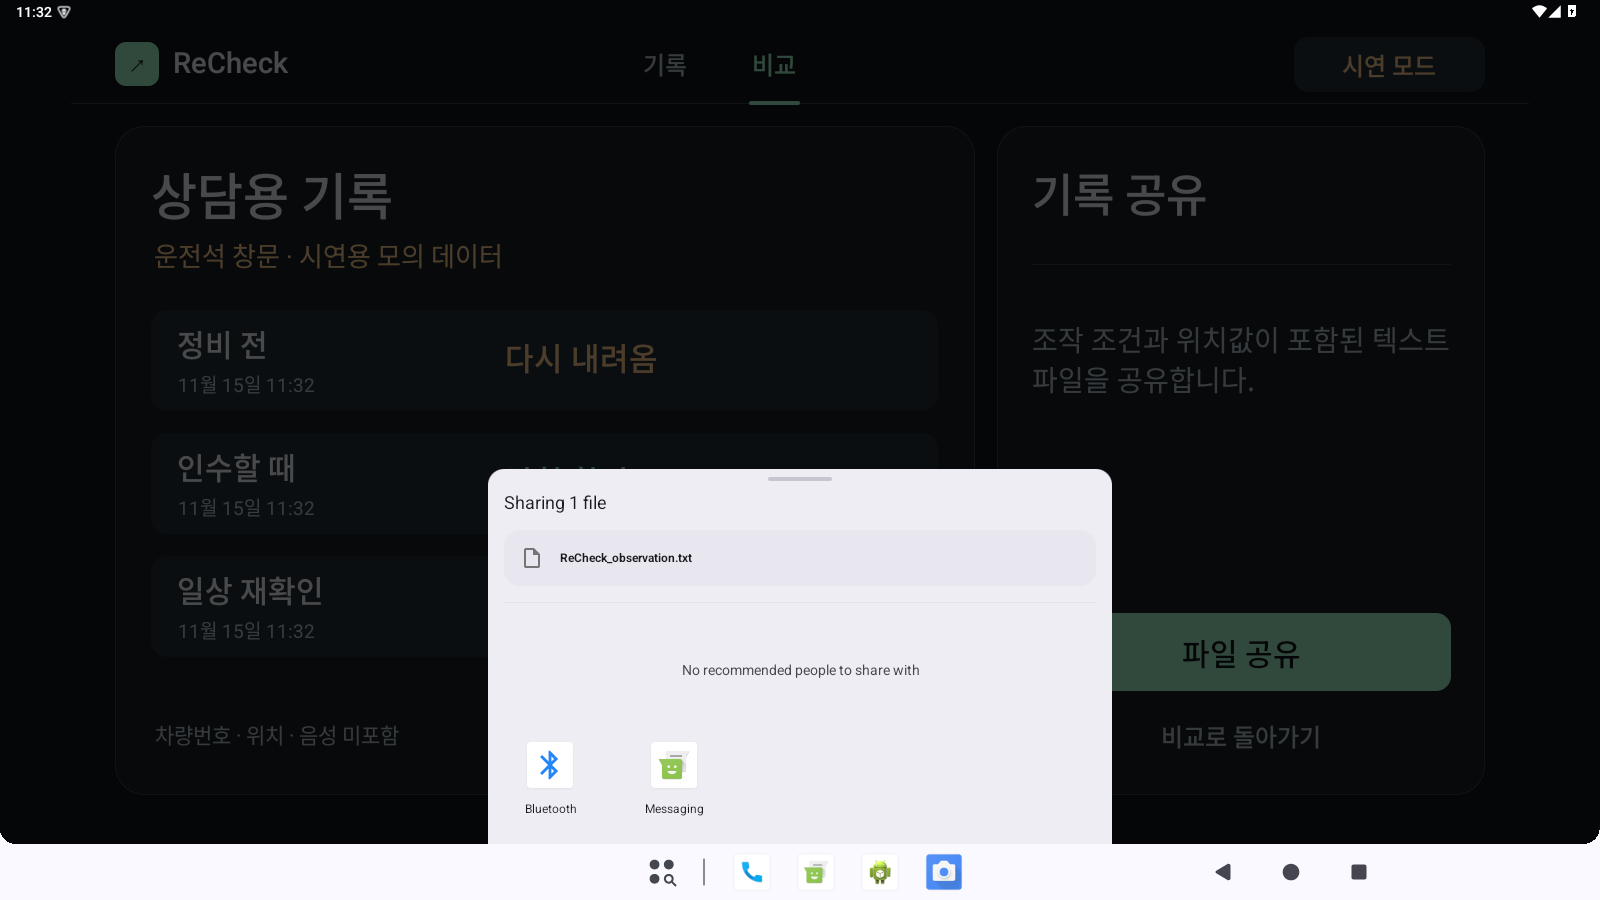 11:32
ReCheck
기록
비교
시연 모드
상담용 기록
운전석 창문 · 시연용 모의 데이터
정비 전
11월 15일 11:32
다시 내려옴
인수할 때
11월 15일 11:32
일상 재확인
11월 15일 11:32
차량번호 · 위치 · 음성 미포함
기록 공유
조작 조건과 위치값이 포함된 텍스트
파일을 공유합니다.
파일 공유
비교로 돌아가기
Sharing 1 file
ReCheck_observation.txt
No recommended people to share with
Bluetooth
Messaging